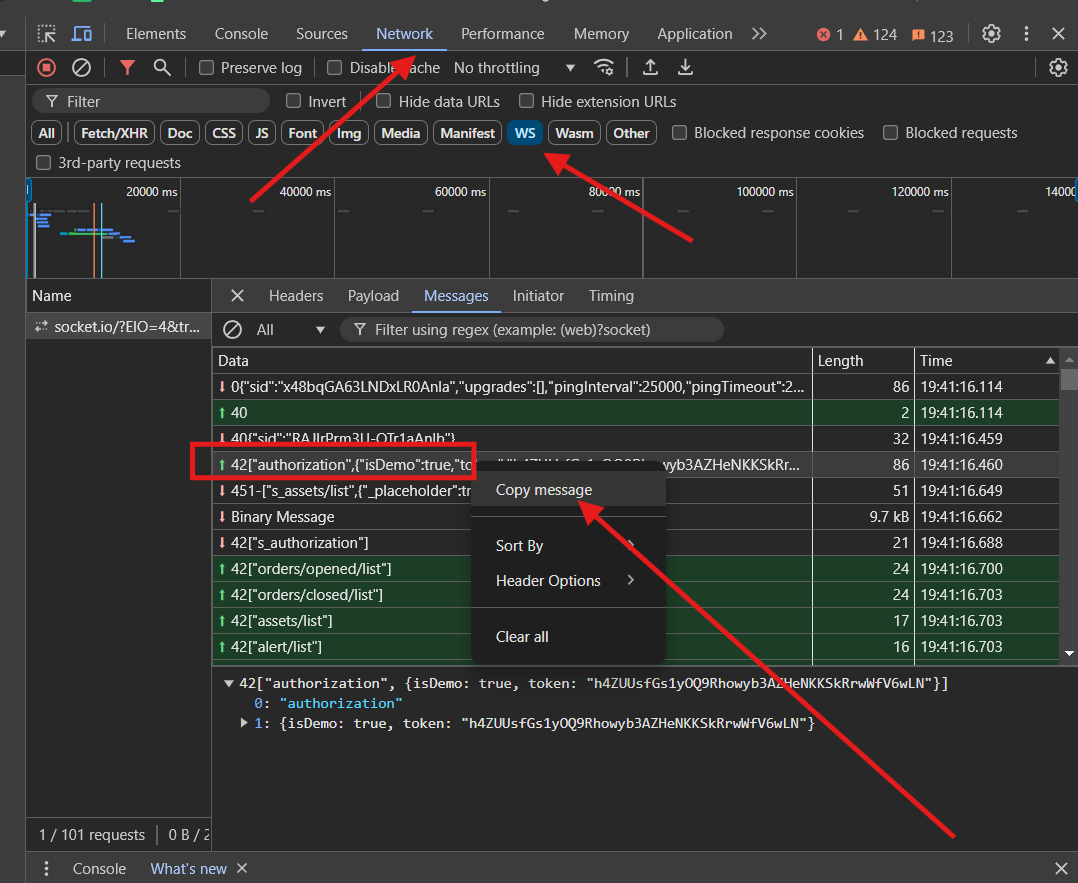 Elements Console Sources Network Performance Memory Application 1 124 123
Preserve log Disable cache No throttling
Filter Invert Hide data URLs Hide extension URLs
All Fetch/XHR Doc CSS JS Font Img Media Manifest WS Wasm Other Blocked response cookies Blocked requests
3rd-party requests
20000 ms 40000 ms 60000 ms 80000 ms 100000 ms 120000 ms 14000
Name Headers Payload Messages Initiator Timing
socket.io/?EIO=4&tr... All Filter using regex (example: (web)?socket)
Data Length Time
0{"sid":"x48bqGA63LNDxLR0AnIa","upgrades":[],"pingInterval":25000,"pingTimeout":2... 86 19:41:16.114
40 2 19:41:16.114
40{"sid":"RAJIrPrm3U-OTr1aAnIb"} 32 19:41:16.459
42["authorization",{"isDemo":true,"to wyb3AZHeNKKSkRr... 86 19:41:16.460
451-["s_assets/list",{"_placeholder":tr 51 19:41:16.649
Binary Message 9.7 kB 19:41:16.662
42["s_authorization"] 21 19:41:16.688
42["orders/opened/list"] 24 19:41:16.700
42["orders/closed/list"] 24 19:41:16.703
42["assets/list"] 17 19:41:16.703
42["alert/list"] 16 19:41:16.703
Copy message
Sort By
Header Options
Clear all
42["authorization", {isDemo: true, token: "h4ZUUsfGs1yOQ9Rhowyb3AZHeNKKSkRrwWfV6wLN"}]
0: "authorization"
1: {isDemo: true, token: "h4ZUUsfGs1yOQ9Rhowyb3AZHeNKKSkRrwWfV6wLN"}
1 / 101 requests 0 B / 2
Console What's new